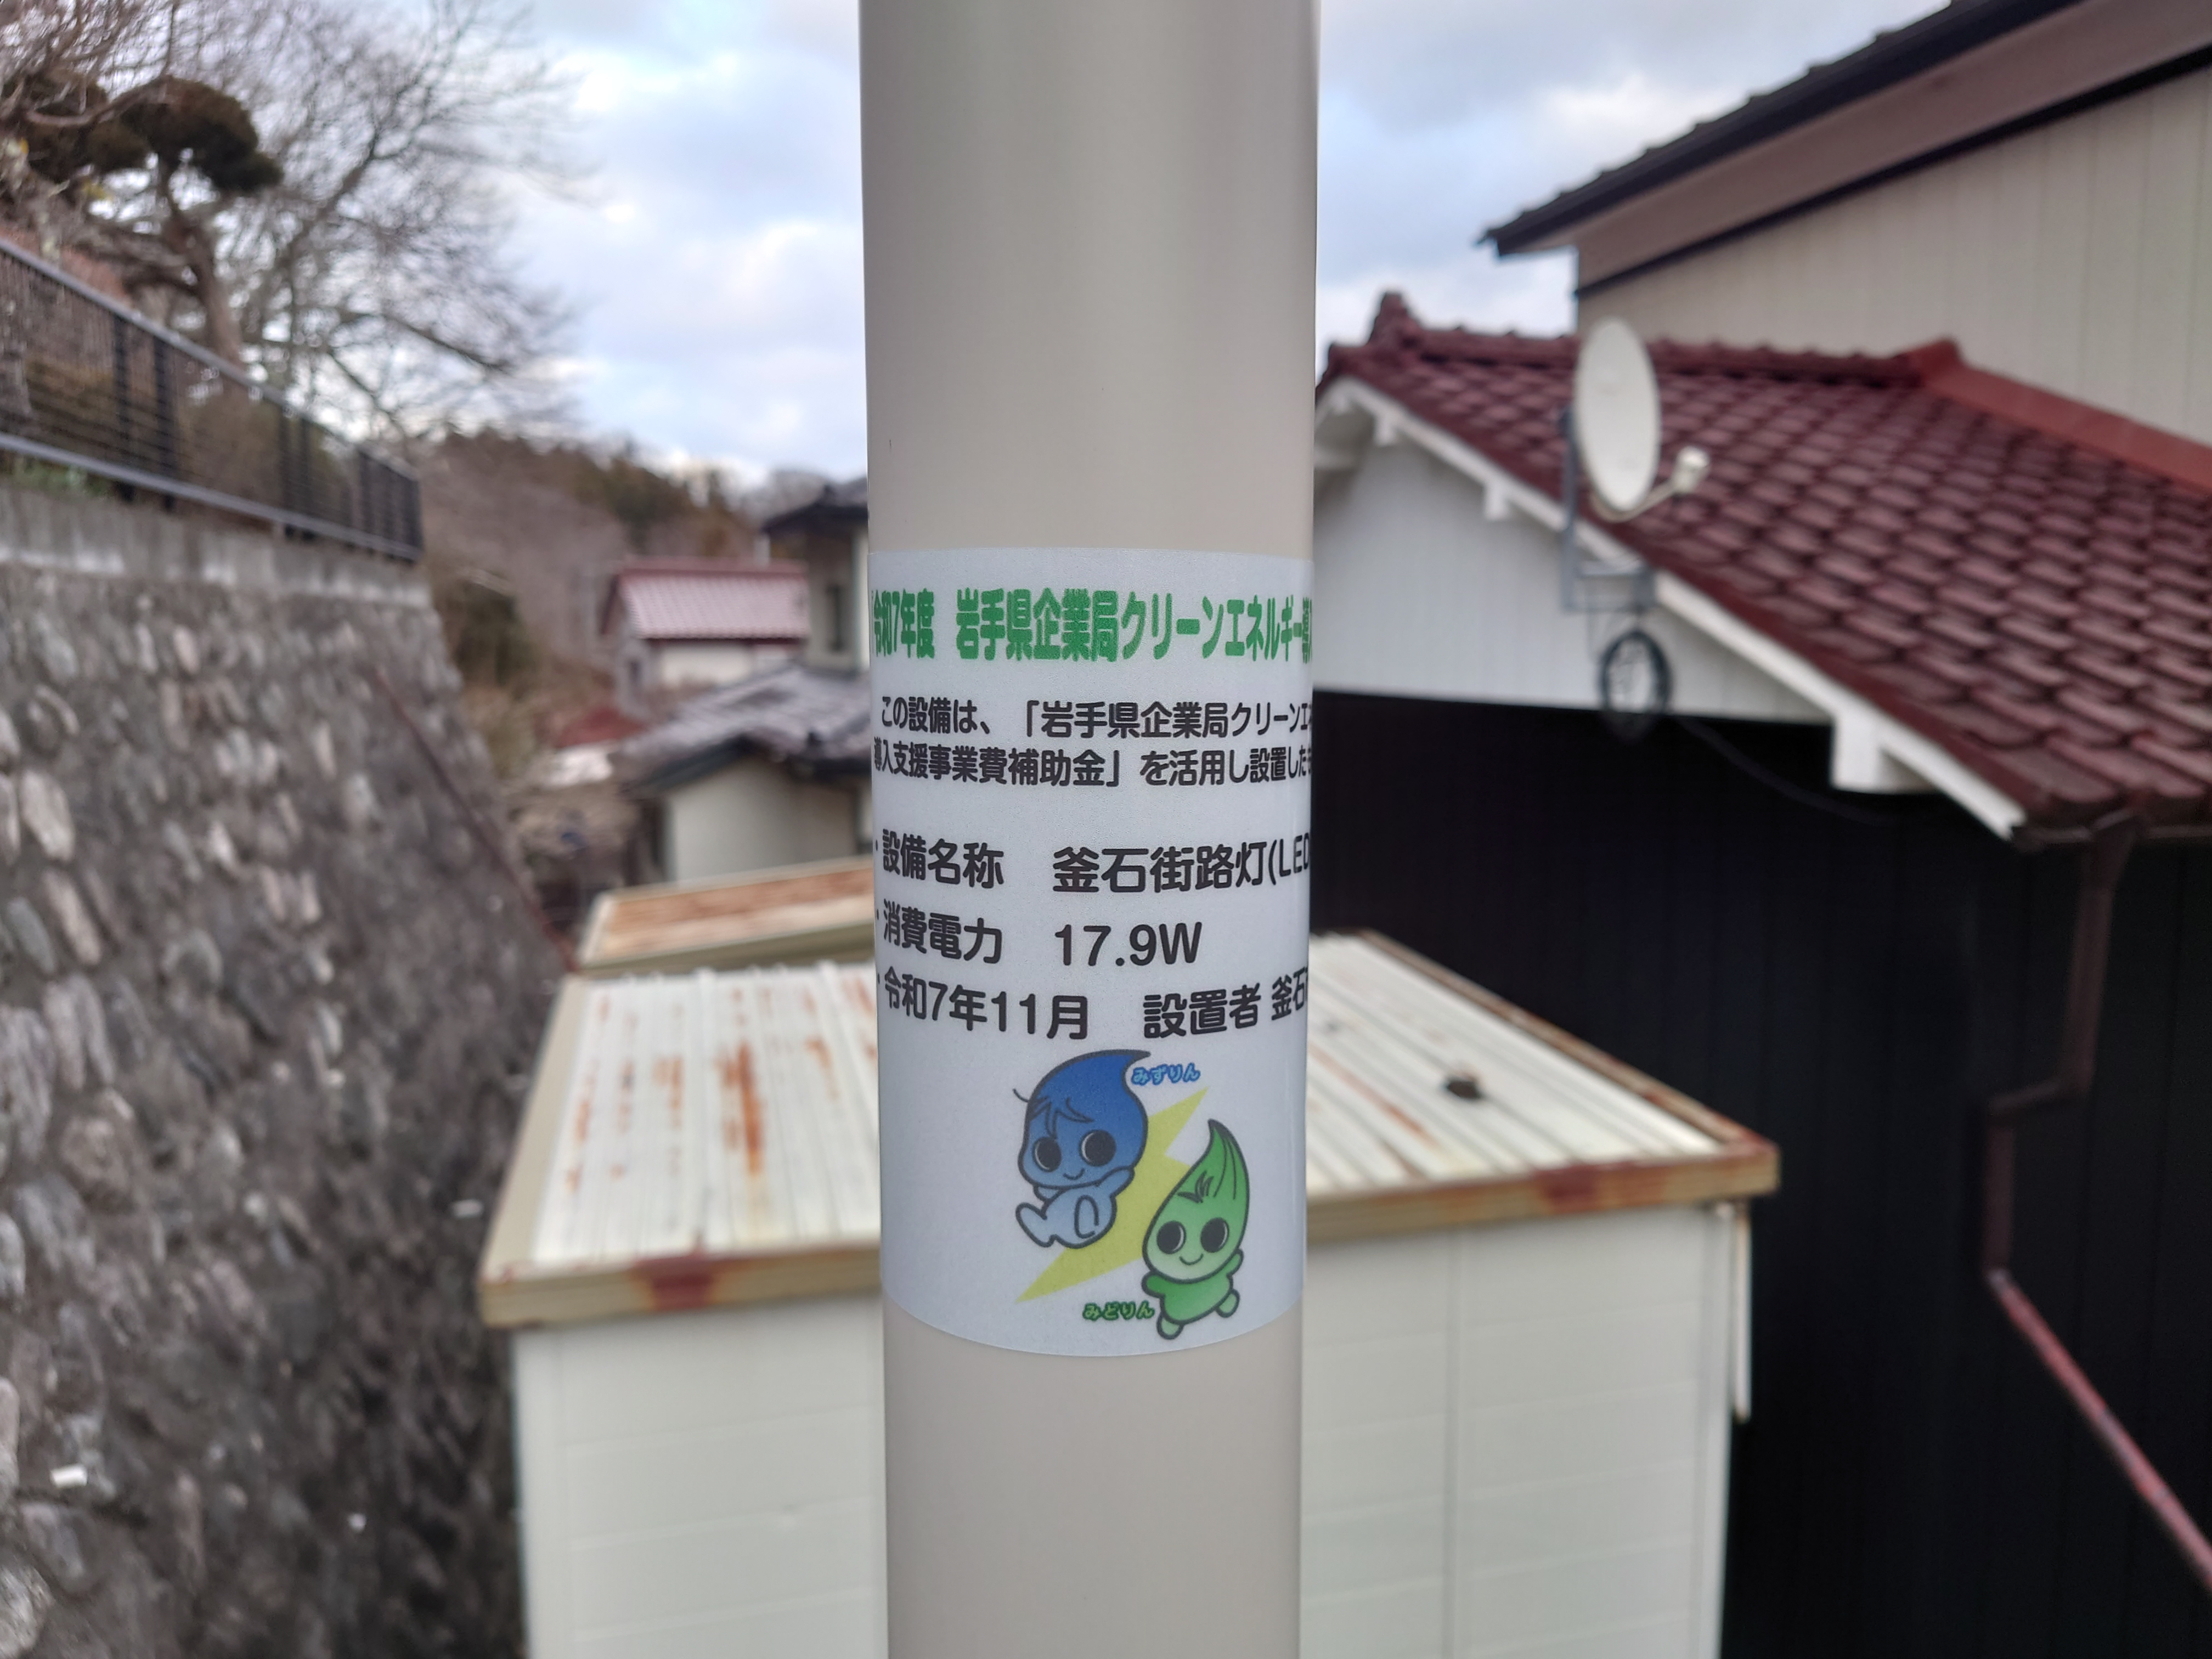 令和7年度 岩手県企業局クリーンエネルギー導
この設備は、「岩手県企業局クリーンエネ
導入支援事業費補助金」を活用し設置した
・設備名称 釜石街路灯(LED
・消費電力 17.9W
・令和7年11月 設置者 釜石
みずりん
みどりん